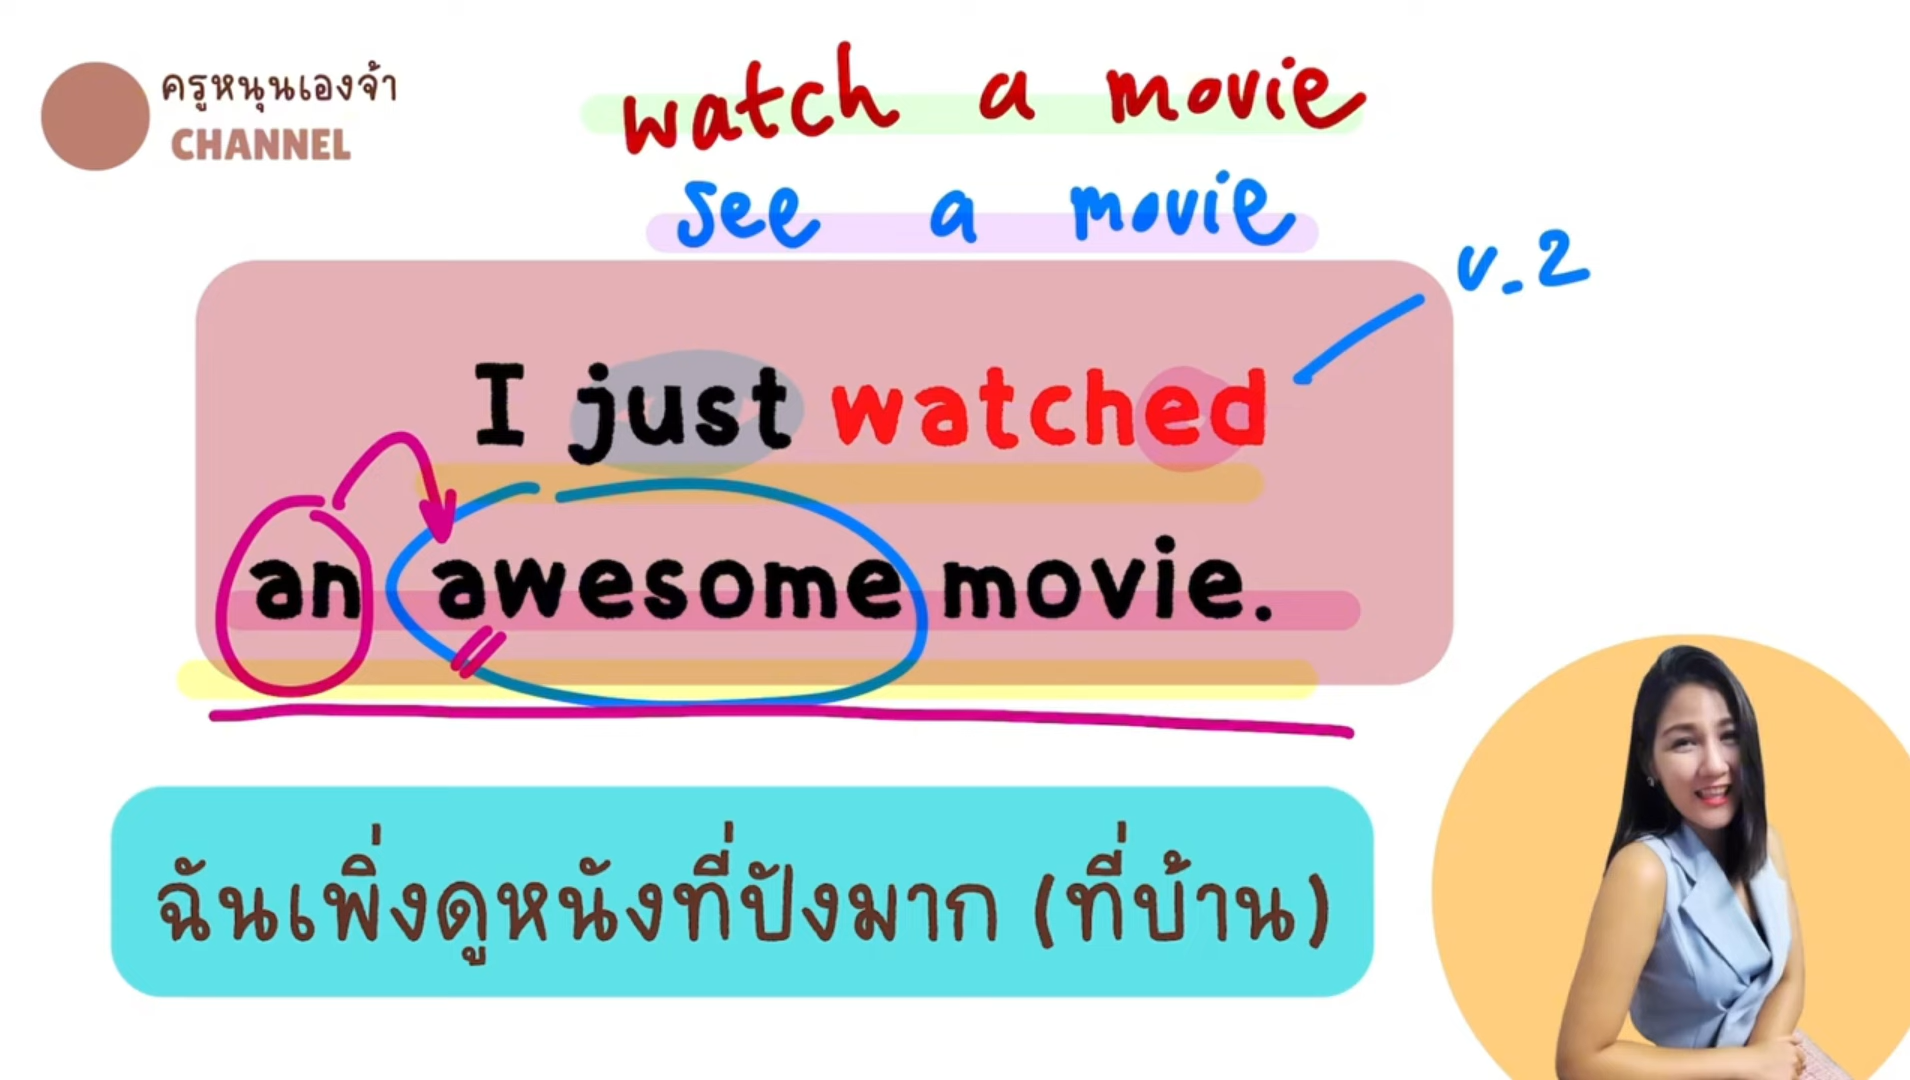 ครูหนุนเองจ้า
CHANNEL
watch a movie
see a movie
v.2
I just watched
an awesome movie.
ฉันเพิ่งดูหนังที่ปังมาก (ที่บ้าน)